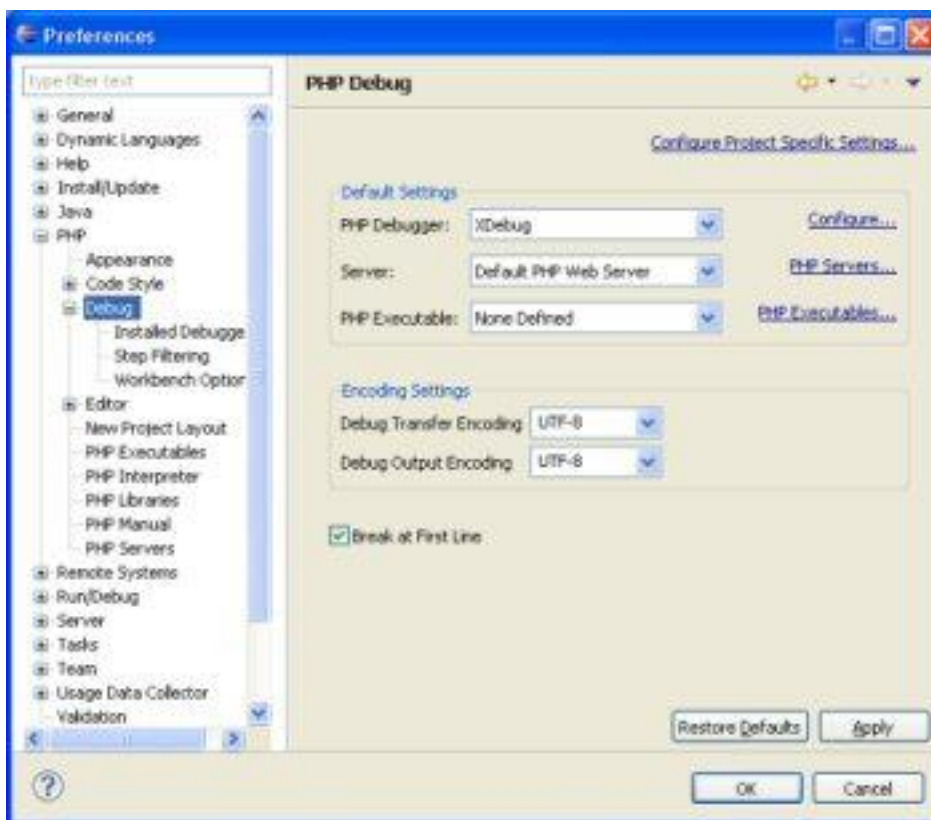 Preferences
type filter text
General
Dynamic Languages
Help
Install/Update
Java
PHP
Appearance
Code Style
Debug
Installed Debugge
Step Filtering
Workbench Option
Editor
New Project Layout
PHP Executables
PHP Interpreter
PHP Libraries
PHP Manual
PHP Servers
Remote Systems
Run/Debug
Server
Tasks
Team
Usage Data Collector
Validation
PHP Debug
Configure Project Specific Settings...
Default Settings
PHP Debugger: XDebug Configure...
Server: Default PHP Web Server PHP Servers...
PHP Executable: None Defined PHP Executables...
Encoding Settings
Debug Transfer Encoding UTF-8
Debug Output Encoding UTF-8
Break at First Line
Restore Defaults Apply
? OK Cancel